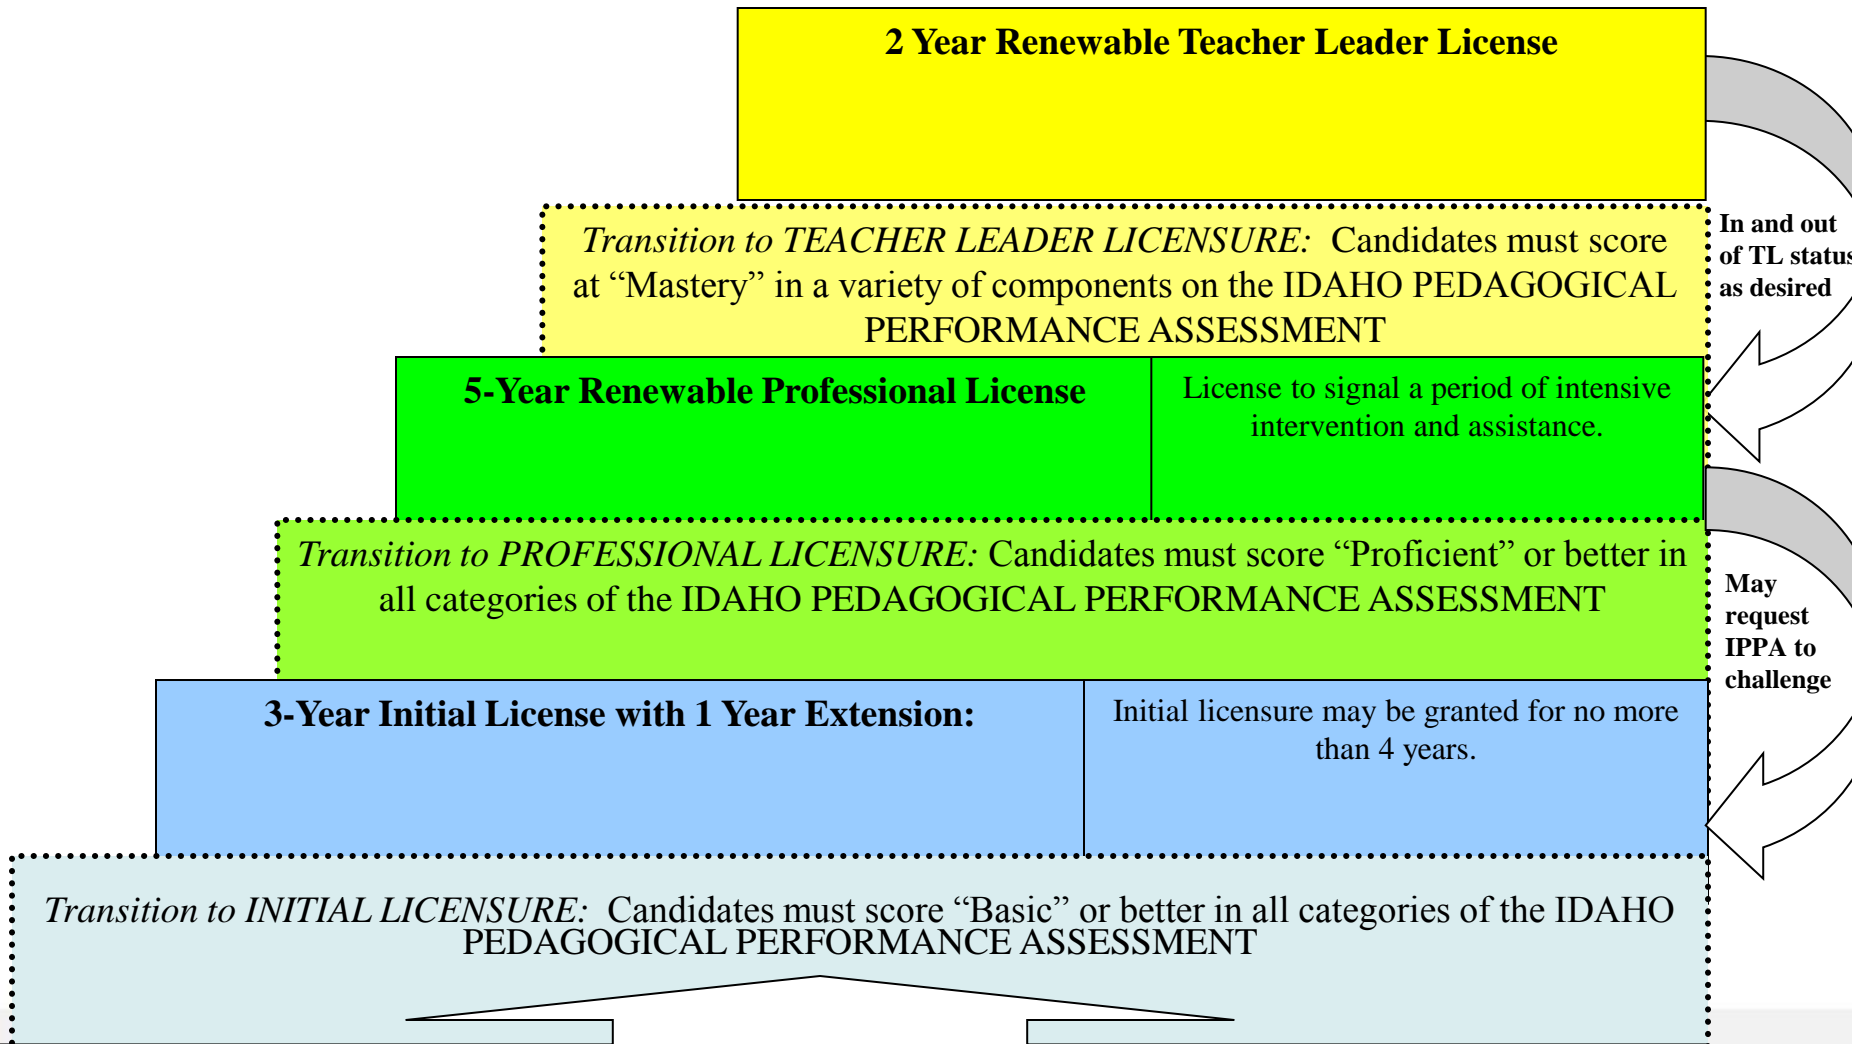 2 Year Renewable Teacher Leader License
Transition to TEACHER LEADER LICENSURE: Candidates must score
at “Mastery” in a variety of components on the IDAHO PEDAGOGICAL
PERFORMANCE ASSESSMENT
In and out
of TL status
as desired
5-Year Renewable Professional License
License to signal a period of intensive
intervention and assistance.
Transition to PROFESSIONAL LICENSURE: Candidates must score “Proficient” or better in
all categories of the IDAHO PEDAGOGICAL PERFORMANCE ASSESSMENT
May
request
IPPA to
challenge
3-Year Initial License with 1 Year Extension:
Initial licensure may be granted for no more
than 4 years.
Transition to INITIAL LICENSURE: Candidates must score “Basic” or better in all categories of the IDAHO
PEDAGOGICAL PERFORMANCE ASSESSMENT